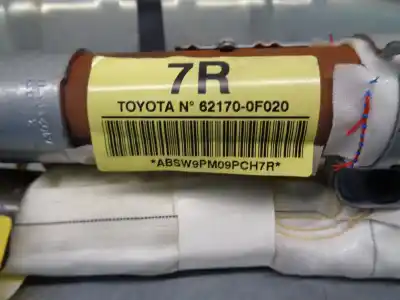 7R
TOYOTA N° 62170-0F020
*ABSW9PM09PCH7R*